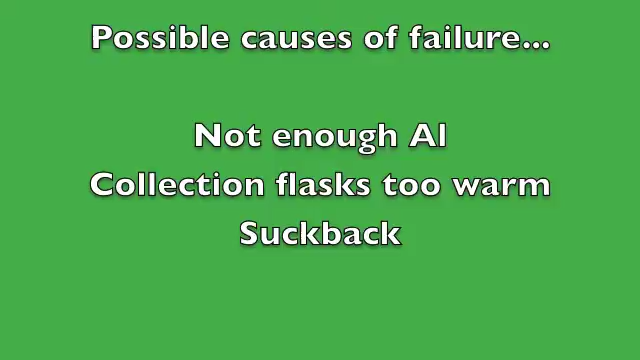 Possible causes of failure...
Not enough Al
Collection flasks too warm
Suckback